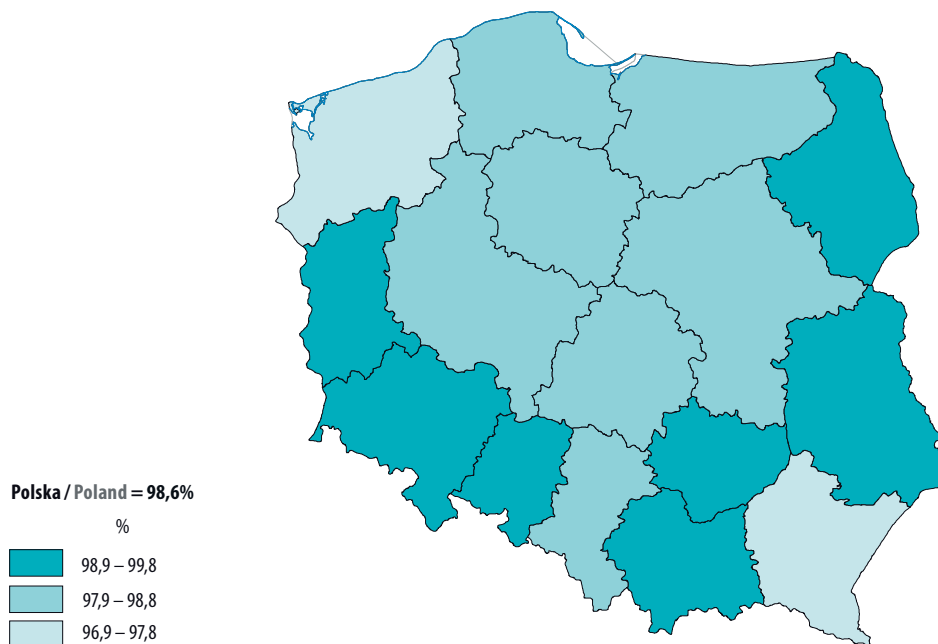 Polska / Poland = 98,6%
%
98,9 – 99,8
97,9 – 98,8
96,9 – 97,8